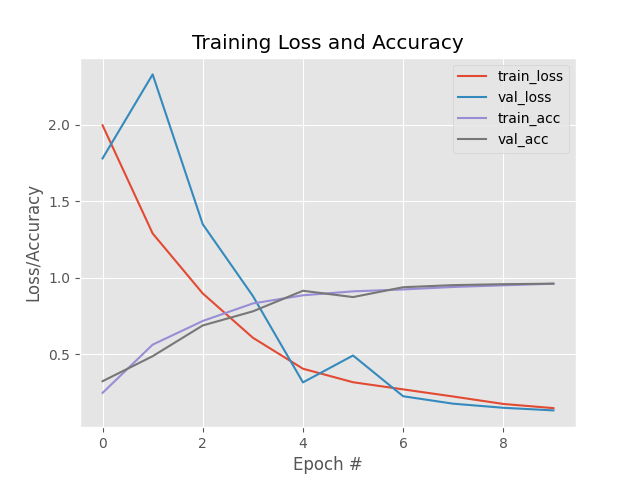 Training Loss and Accuracy
train_loss
val_loss
train_acc
val_acc
2.0
1.5
1.0
0.5
Loss/Accuracy
0 2 4 6 8
Epoch #